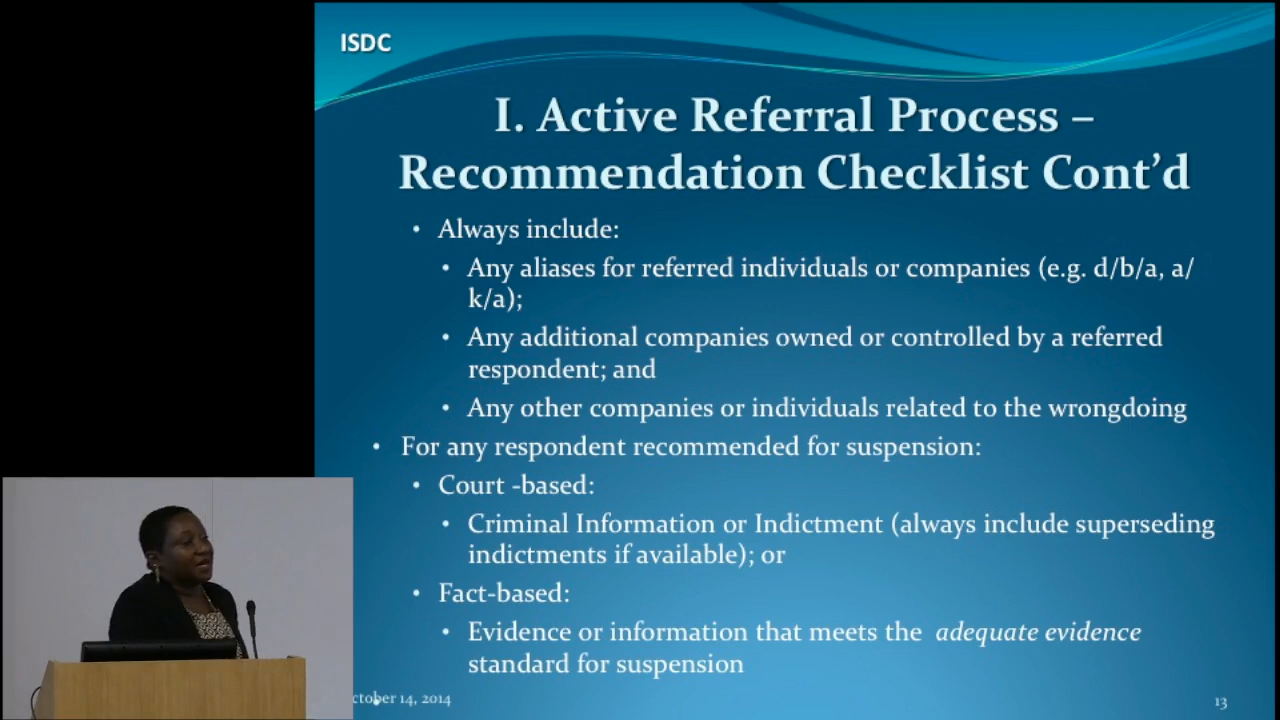 ISDC
I. Active Referral Process –
Recommendation Checklist Cont’d
• Always include:
• Any aliases for referred individuals or companies (e.g. d/b/a, a/
k/a);
• Any additional companies owned or controlled by a referred
respondent; and
• Any other companies or individuals related to the wrongdoing
• For any respondent recommended for suspension:
• Court -based:
• Criminal Information or Indictment (always include superseding
indictments if available); or
• Fact-based:
• Evidence or information that meets the adequate evidence
standard for suspension
ctober 14, 2014
13